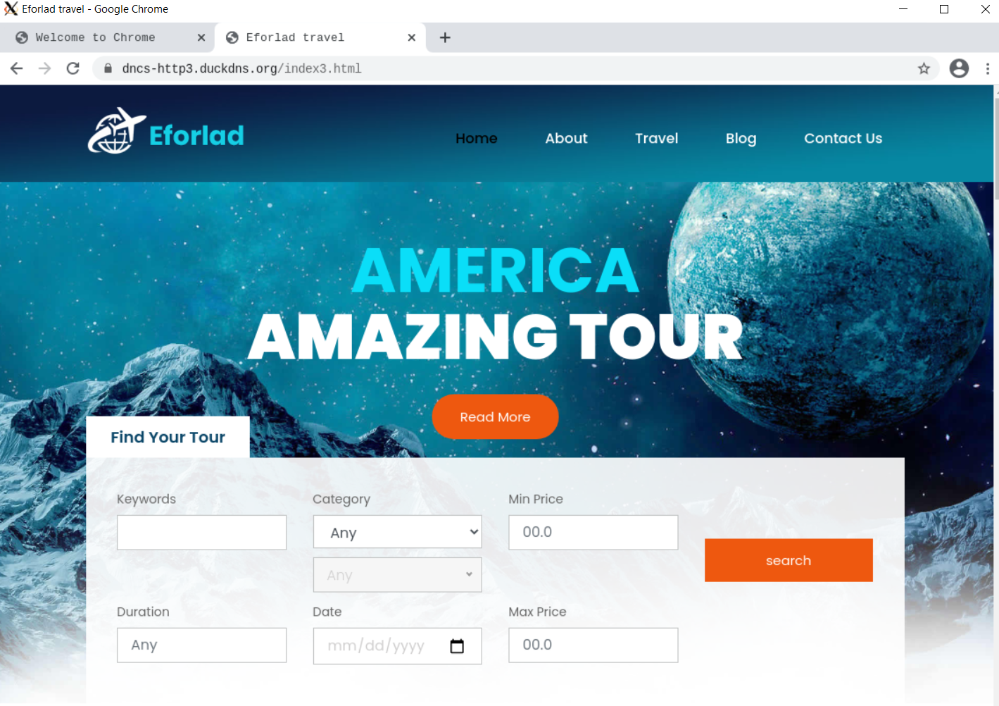 Eforlad travel - Google Chrome
Welcome to Chrome
Eforlad travel
dncs-http3.duckdns.org/index3.html
Eforlad
Home
About
Travel
Blog
Contact Us
AMERICA
AMAZING TOUR
Read More
Find Your Tour
Keywords
Category
Min Price
Any
00.0
search
Any
Duration
Date
Max Price
Any
mm/dd/yyyy
00.0